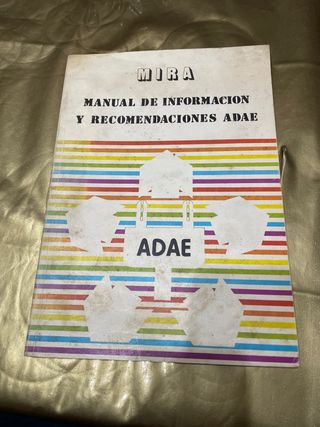 MIRA
MANUAL DE INFORMACION
Y RECOMENDACIONES ADAE
ADAE